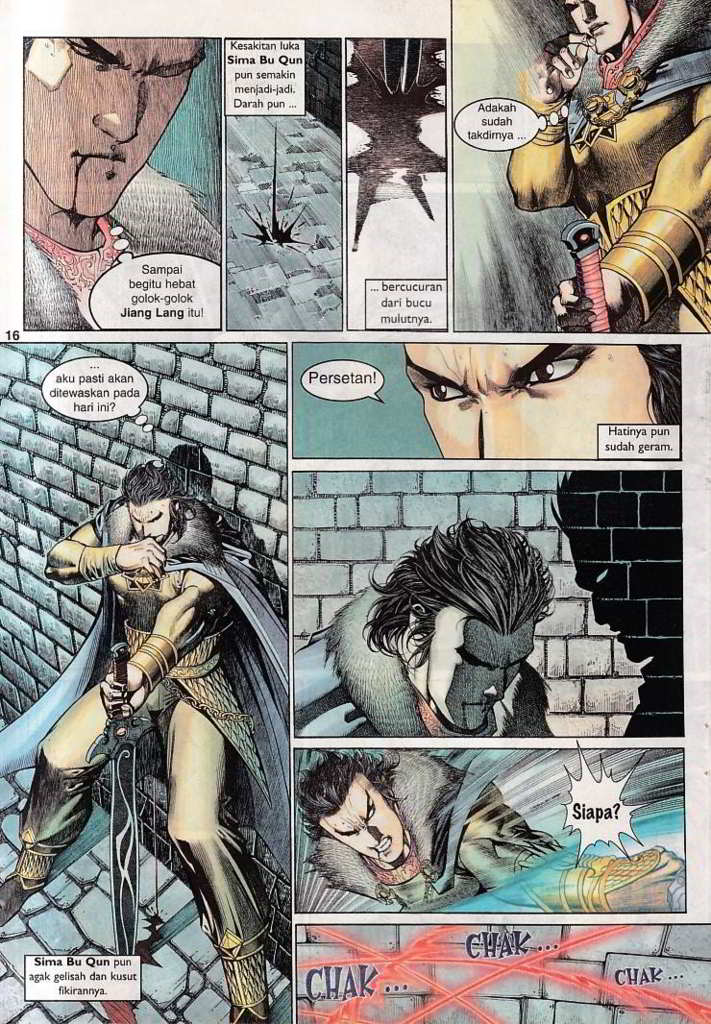 Sampai
begitu hebat
golok-golok
Jiang Lang itu!
Kesakitan luka
Sima Bu Qun
pun semakin
menjadi-jadi.
Darah pun ...
... bercucuran
dari bucu
mulutnya.
Adakah
sudah
takdirnya ...
16
...
aku pasti akan
ditewaskan pada
hari ini?
Sima Bu Qun pun
agak gelisah dan kusut
fikirannya.
Persetan!
Hatinya pun
sudah geram.
Siapa?
CHAK ...
CHAK ...
CHAK ...